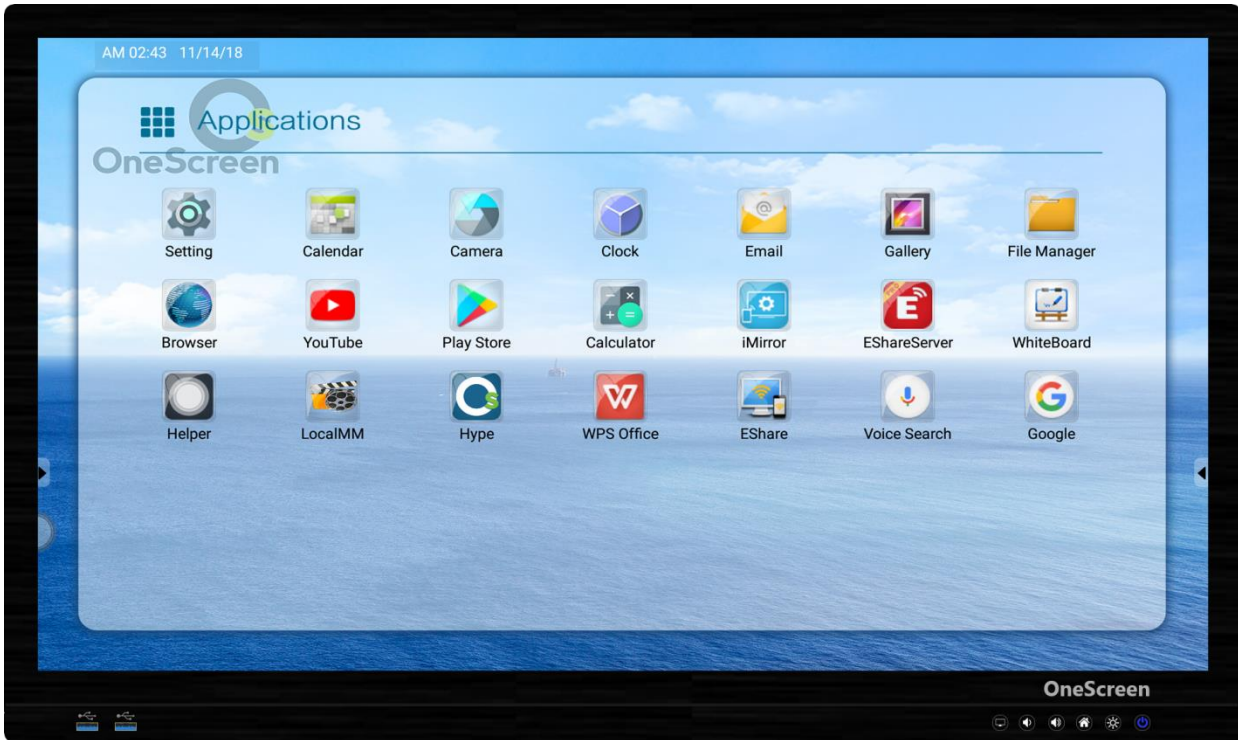 AM 02:43 11/14/18
Applications
OneScreen
Setting Calendar Camera Clock Email Gallery File Manager
Browser YouTube Play Store Calculator iMirror EShareServer WhiteBoard
Helper LocalMM Hype WPS Office EShare Voice Search Google
OneScreen